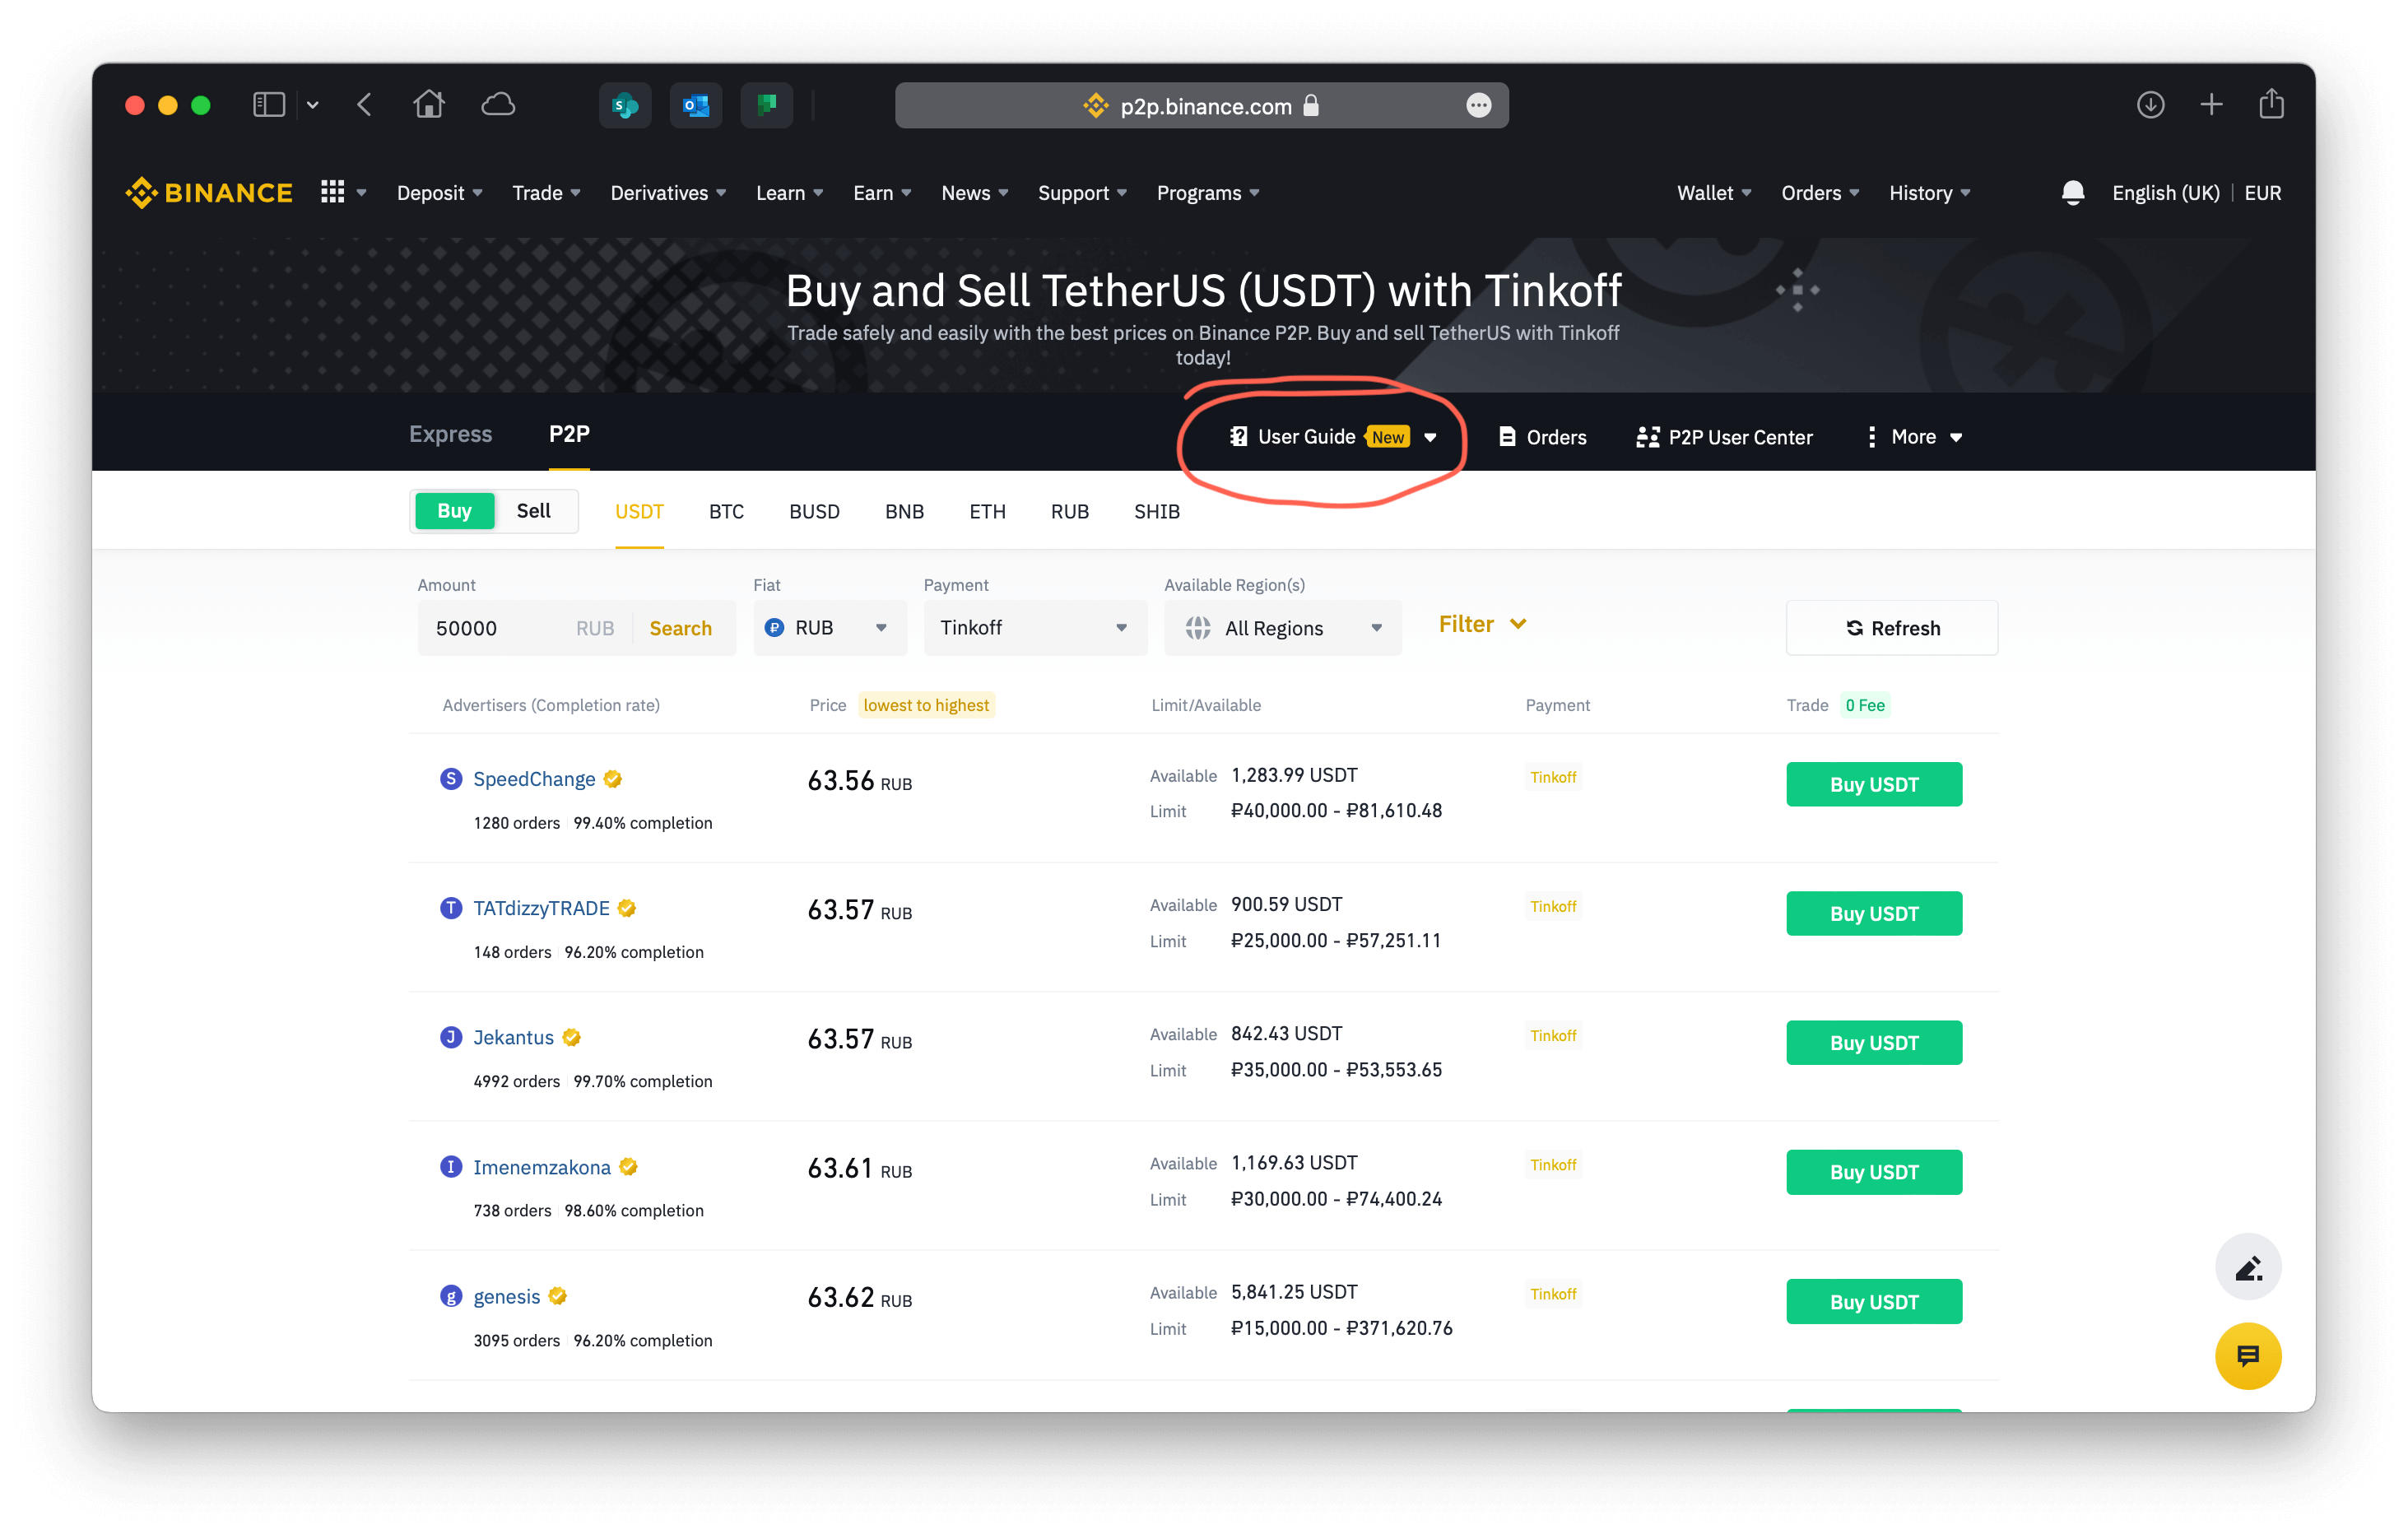 p2p.binance.com
BINANCE Deposit Trade Derivatives Learn Earn News Support Programs Wallet Orders History English (UK) EUR
Buy and Sell TetherUS (USDT) with Tinkoff
Trade safely and easily with the best prices on Binance P2P. Buy and sell TetherUS with Tinkoff
today!
Express P2P User Guide New Orders P2P User Center More
Buy Sell USDT BTC BUSD BNB ETH RUB SHIB
Amount Fiat Payment Available Region(s)
50000 RUB Search RUB Tinkoff All Regions Filter Refresh
Advertisers (Completion rate) Price lowest to highest Limit/Available Payment Trade 0 Fee
S SpeedChange 63.56 RUB Available 1,283.99 USDT Tinkoff Buy USDT
1280 orders 99.40% completion Limit ₽40,000.00 - ₽81,610.48
T TATdizzyTRADE 63.57 RUB Available 900.59 USDT Tinkoff Buy USDT
148 orders 96.20% completion Limit ₽25,000.00 - ₽57,251.11
J Jekantus 63.57 RUB Available 842.43 USDT Tinkoff Buy USDT
4992 orders 99.70% completion Limit ₽35,000.00 - ₽53,553.65
I Imenemzakona 63.61 RUB Available 1,169.63 USDT Tinkoff Buy USDT
738 orders 98.60% completion Limit ₽30,000.00 - ₽74,400.24
g genesis 63.62 RUB Available 5,841.25 USDT Tinkoff Buy USDT
3095 orders 96.20% completion Limit ₽15,000.00 - ₽371,620.76